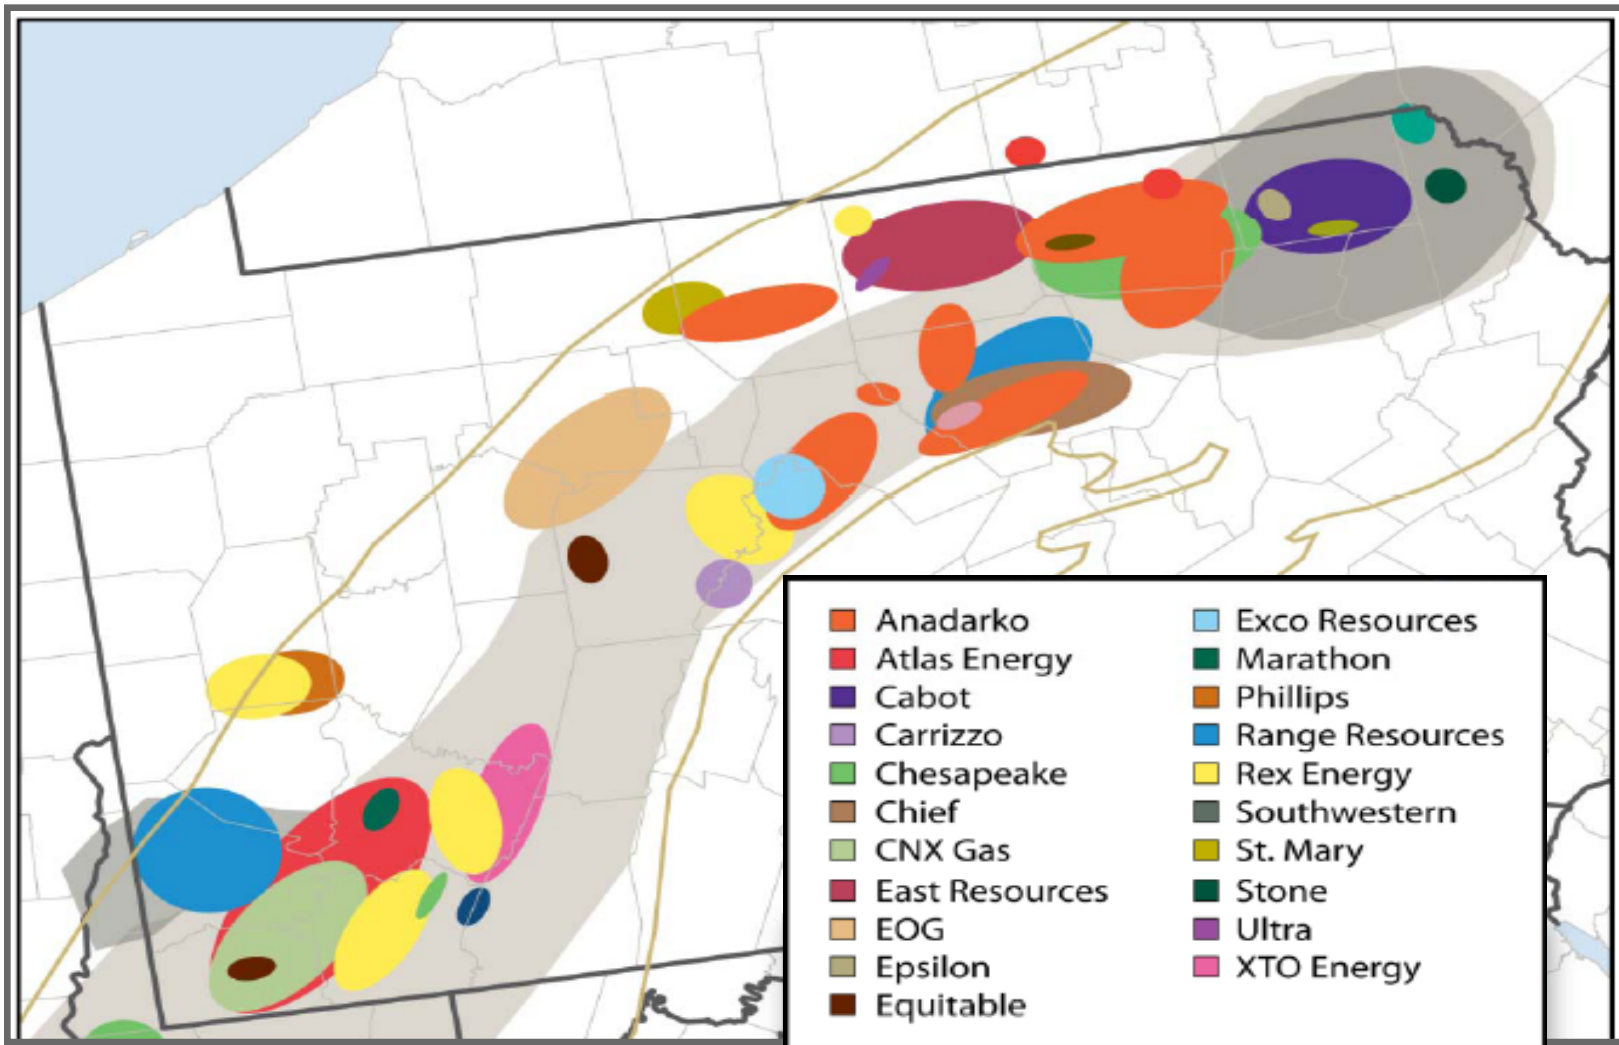 Anadarko
Atlas Energy
Cabot
Carrizzo
Chesapeake
Chief
CNX Gas
East Resources
EOG
Epsilon
Equitable
Exco Resources
Marathon
Phillips
Range Resources
Rex Energy
Southwestern
St. Mary
Stone
Ultra
XTO Energy